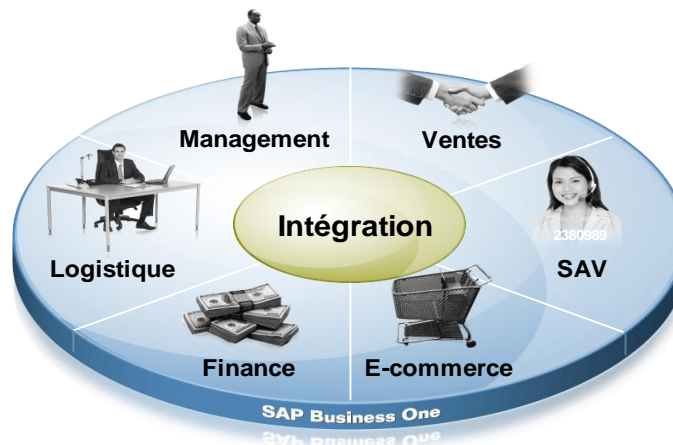 Management
Ventes
Intégration
2380989
Logistique
SAV
Finance
E-commerce
SAP Business One